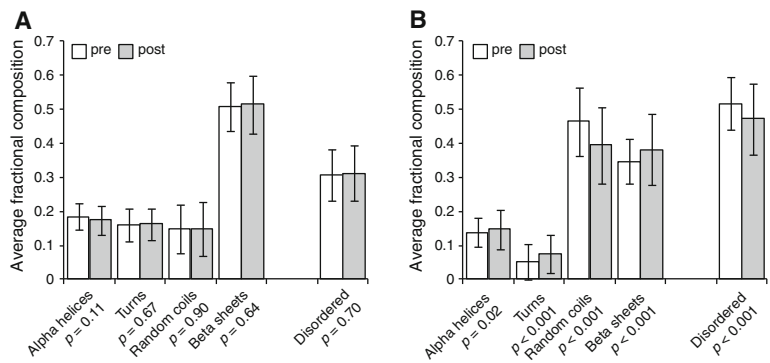 A
pre post
Average fractional composition
0.7
0.6
0.5
0.4
0.3
0.2
0.1
0
Alpha helices
p = 0.11
Turns
p = 0.67
Random coils
p = 0.90
Beta sheets
p = 0.64
Disordered
p = 0.70
B
pre post
Average fractional composition
0.7
0.6
0.5
0.4
0.3
0.2
0.1
0
Alpha helices
p = 0.02
Turns
p < 0.001
Random coils
p < 0.001
Beta sheets
p < 0.001
Disordered
p < 0.001